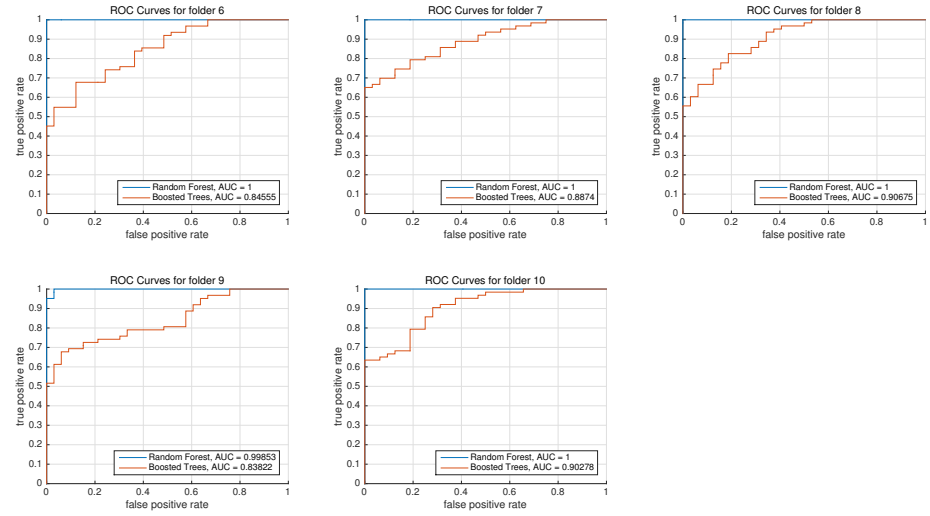 ROC Curves for folder 6
true positive rate
1
0.9
0.8
0.7
0.6
0.5
0.4
0.3
0.2
0.1
0
Random Forest, AUC = 1
Boosted Trees, AUC = 0.84555
0 0.2 0.4 0.6 0.8 1
false positive rate
ROC Curves for folder 7
true positive rate
1
0.9
0.8
0.7
0.6
0.5
0.4
0.3
0.2
0.1
0
Random Forest, AUC = 1
Boosted Trees, AUC = 0.8874
0 0.2 0.4 0.6 0.8 1
false positive rate
ROC Curves for folder 8
true positive rate
1
0.9
0.8
0.7
0.6
0.5
0.4
0.3
0.2
0.1
0
Random Forest, AUC = 1
Boosted Trees, AUC = 0.90675
0 0.2 0.4 0.6 0.8 1
false positive rate
ROC Curves for folder 9
true positive rate
1
0.9
0.8
0.7
0.6
0.5
0.4
0.3
0.2
0.1
0
Random Forest, AUC = 0.99853
Boosted Trees, AUC = 0.83822
0 0.2 0.4 0.6 0.8 1
false positive rate
ROC Curves for folder 10
true positive rate
1
0.9
0.8
0.7
0.6
0.5
0.4
0.3
0.2
0.1
0
Random Forest, AUC = 1
Boosted Trees, AUC = 0.90278
0 0.2 0.4 0.6 0.8 1
false positive rate